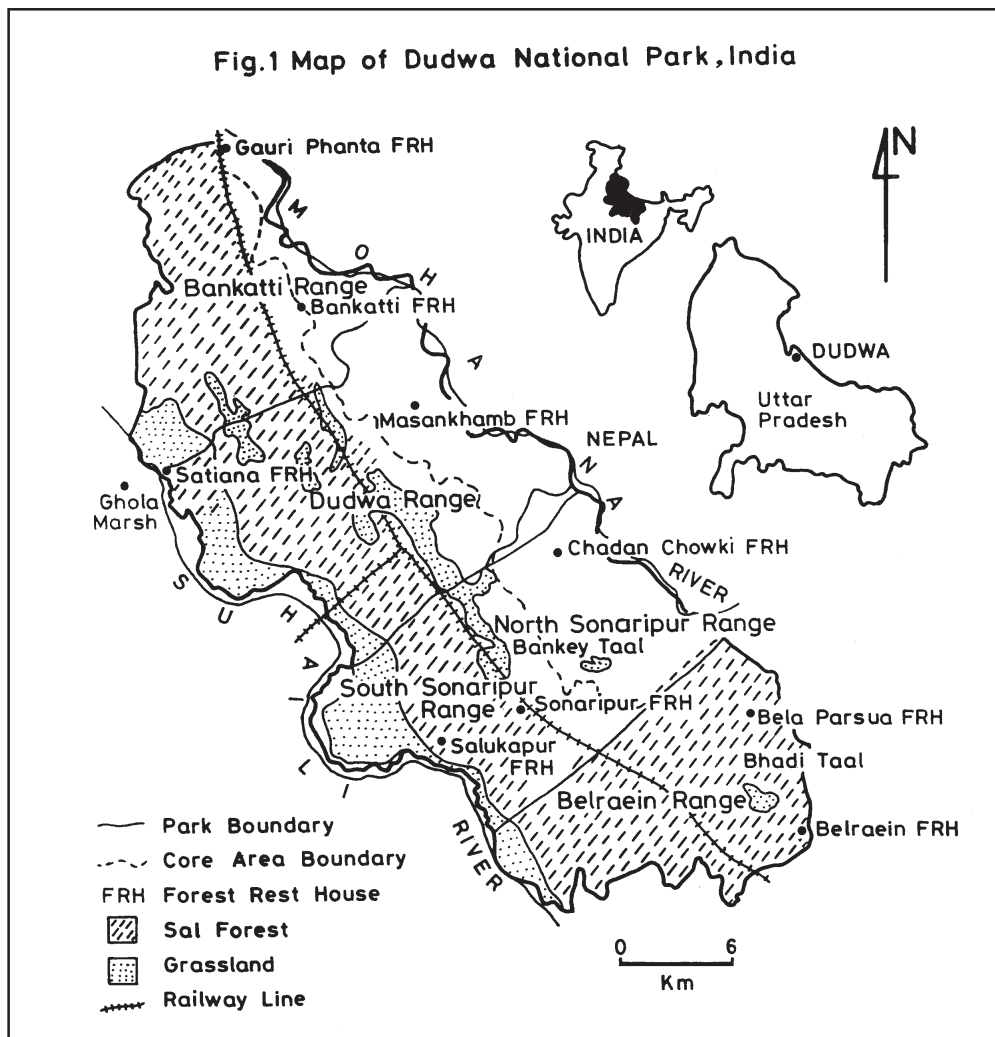 Fig.1 Map of Dudwa National Park, India
N
Gauri Phanta FRH
INDIA
MOHANA
RIVER
Bankatti Range
Bankatti FRH
DUDWA
Uttar
Pradesh
Masankhamb FRH
NEPAL
Satiana FRH
Ghola
Marsh
Dudwa Range
Chadan Chowki FRH
SUHAILI
RIVER
North Sonaripur Range
Bankey Taal
South Sonaripur
Range
Sonaripur FRH
Bela Parsua FRH
Salukapur
FRH
Bhadi Taal
Belraein Range
Belraein FRH
Park Boundary
Core Area Boundary
FRH Forest Rest House
Sal Forest
Grassland
Railway Line
0 6
Km